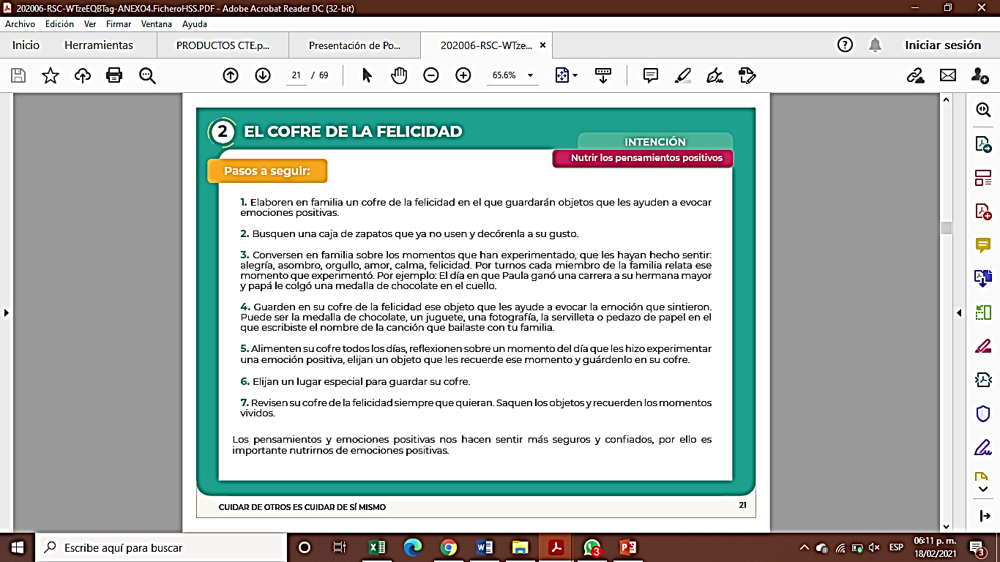 202006-RSC-WTzeEQBTag-ANEXO4.FicheroHSS.PDF - Adobe Acrobat Reader DC (32-bit)
Archivo Edición Ver Firmar Ventana Ayuda
Inicio Herramientas PRODUCTOS CTE.p... Presentación de Po... 202006-RSC-WTze... × Iniciar sesión
21 / 69 65.6%
2 EL COFRE DE LA FELICIDAD
INTENCIÓN
Nutrir los pensamientos positivos
Pasos a seguir:
1. Elaboren en familia un cofre de la felicidad en el que guardarán objetos que les ayuden a evocar
emociones positivas.
2. Busquen una caja de zapatos que ya no usen y decórenla a su gusto.
3. Conversen en familia sobre los momentos que han experimentado, que les hayan hecho sentir:
alegría, asombro, orgullo, amor, calma, felicidad. Por turnos cada miembro de la familia relata ese
momento que experimentó. Por ejemplo: El día en que Paula ganó una carrera a su hermana mayor
y papá le colgó una medalla de chocolate en el cuello.
4. Guarden en su cofre de la felicidad ese objeto que les ayude a evocar la emoción que sintieron.
Puede ser la medalla de chocolate, un juguete, una fotografía, la servilleta o pedazo de papel en el
que escribiste el nombre de la canción que bailaste con tu familia.
5. Alimenten su cofre todos los días, reflexionen sobre un momento del día que les hizo experimentar
una emoción positiva, elijan un objeto que les recuerde ese momento y guárdenlo en su cofre.
6. Elijan un lugar especial para guardar su cofre.
7. Revisen su cofre de la felicidad siempre que quieran. Saquen los objetos y recuerden los momentos
vividos.
Los pensamientos y emociones positivas nos hacen sentir más seguros y confiados, por ello es
importante nutrirnos de emociones positivas.
CUIDAR DE OTROS ES CUIDAR DE SÍ MISMO 21
Escribe aquí para buscar
3
ESP
06:11 p. m.
18/02/2021
3